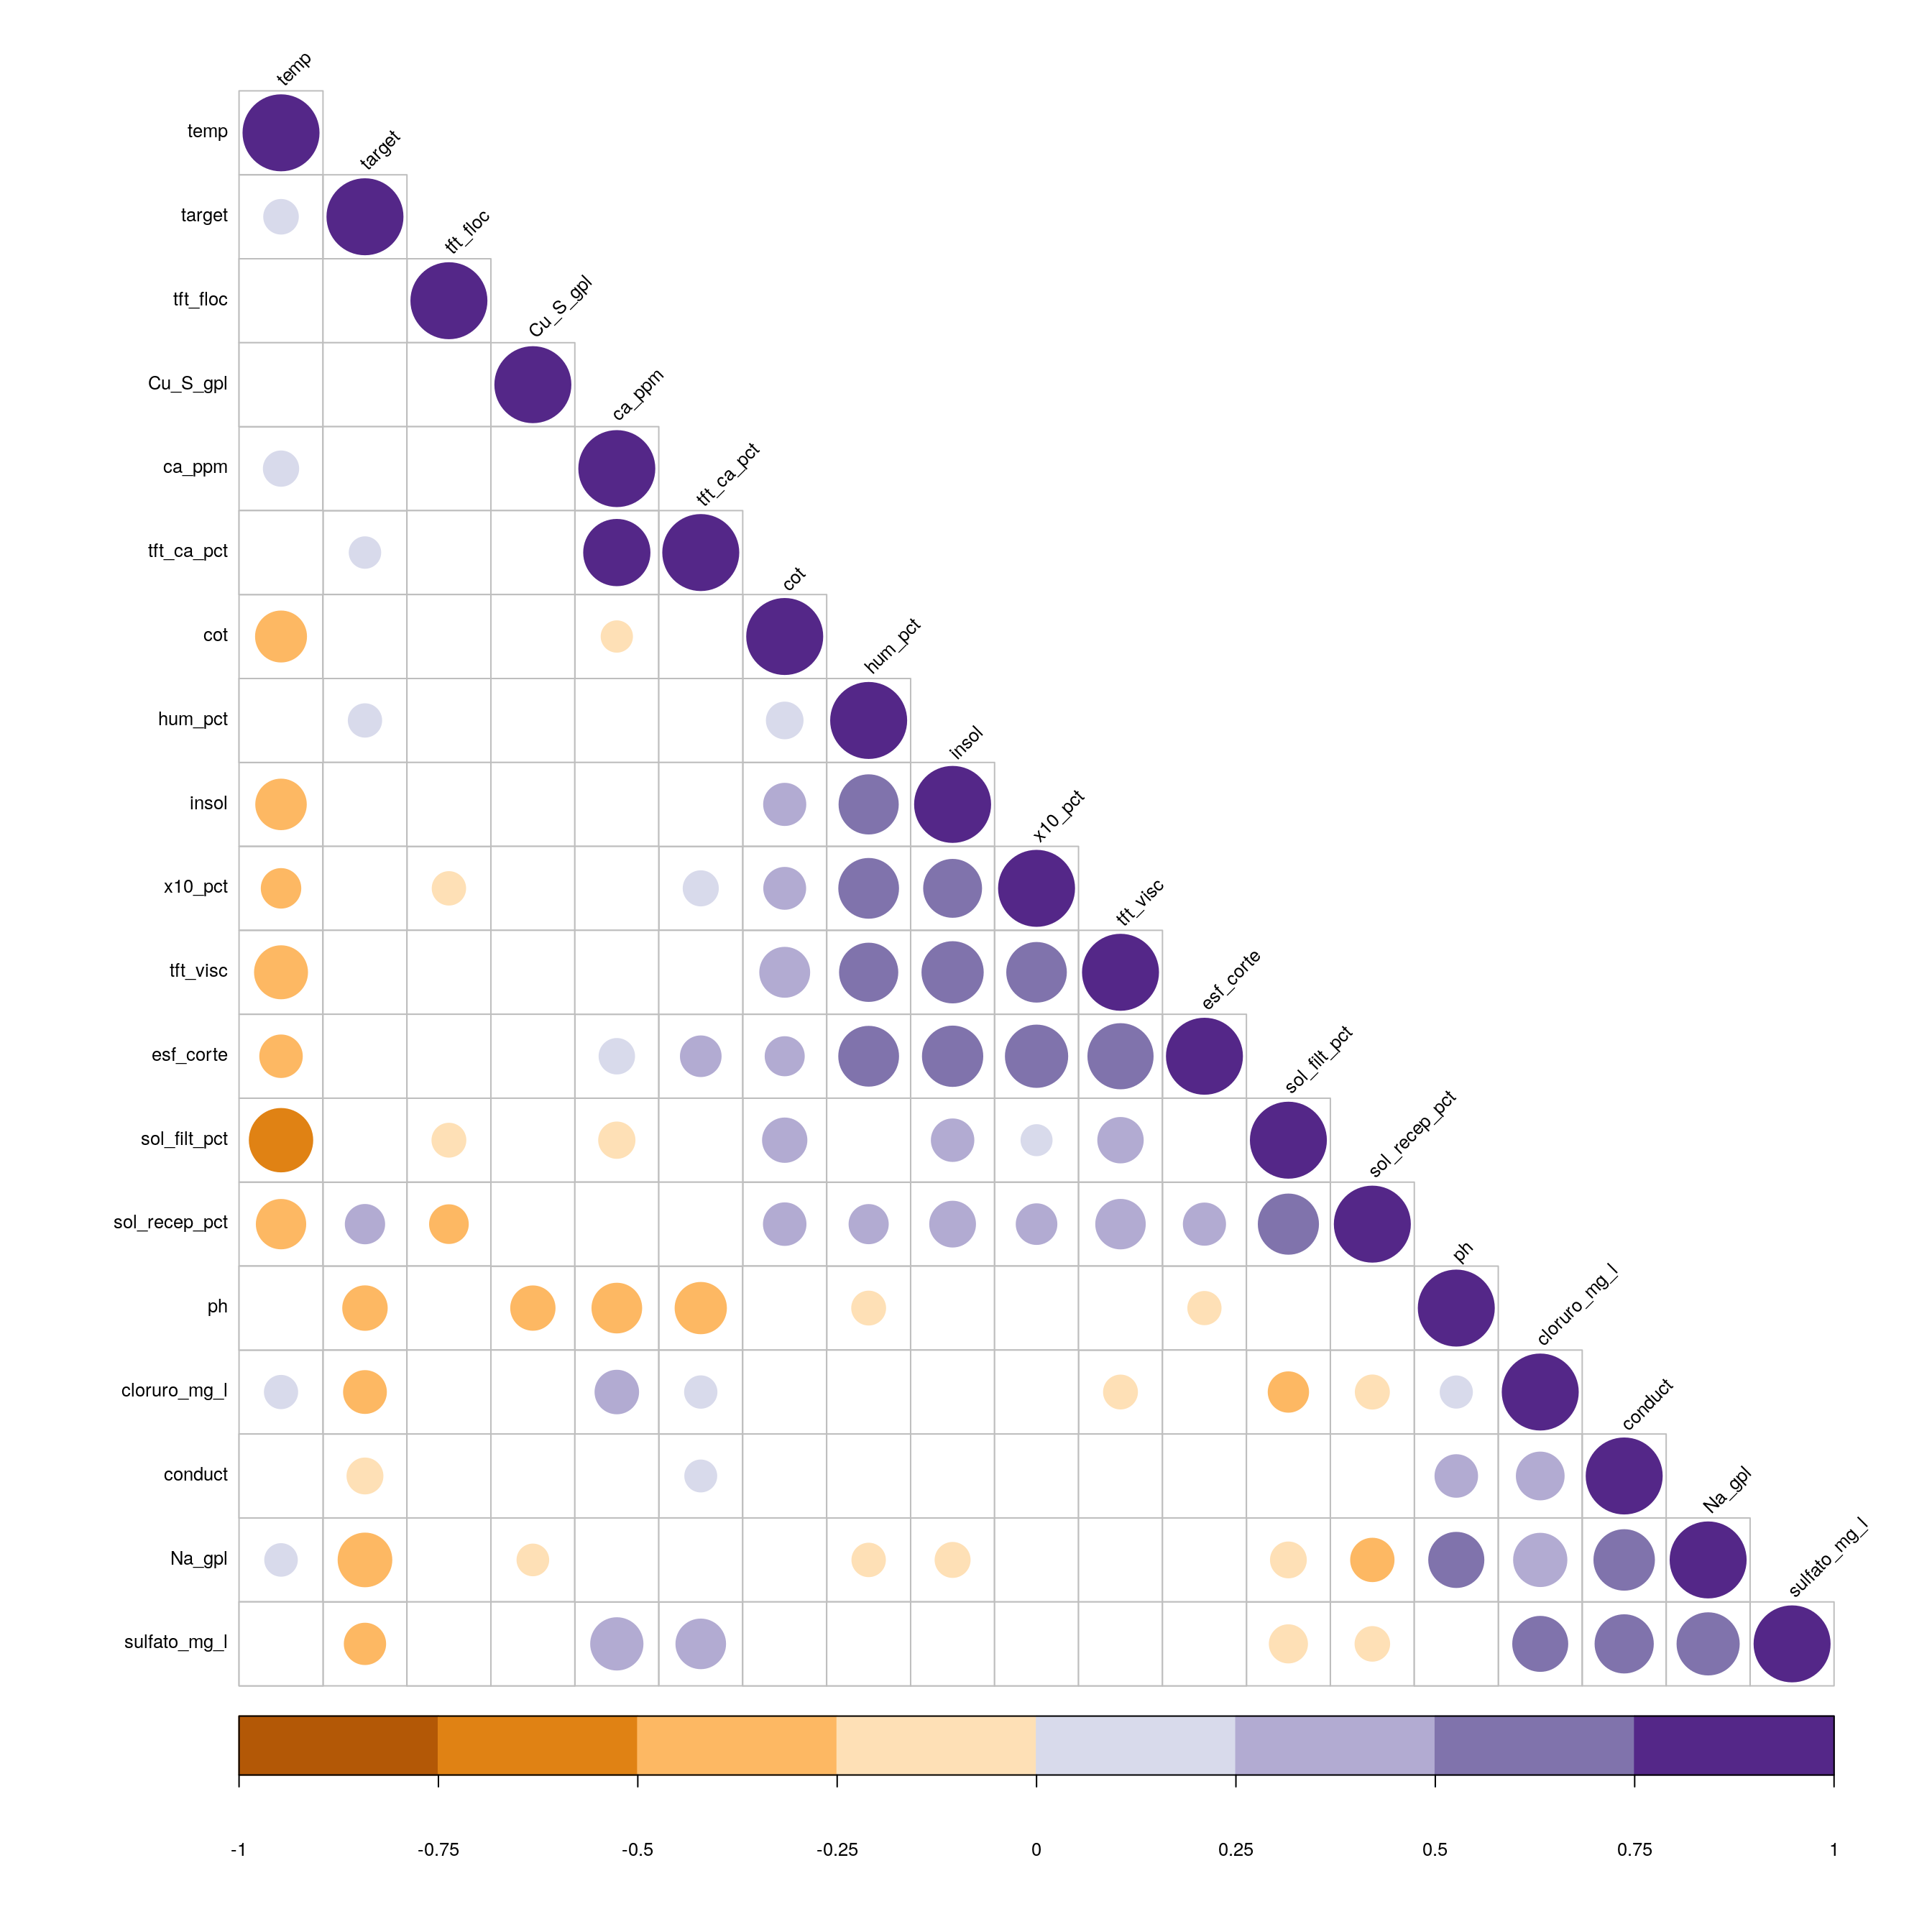 temp
temp
target
target
tft_floc
tft_floc
Cu_S_gpl
Cu_S_gpl
ca_ppm
ca_ppm
tft_ca_pct
tft_ca_pct
cot
cot
hum_pct
hum_pct
insol
insol
x10_pct
x10_pct
tft_visc
tft_visc
esf_corte
esf_corte
sol_filt_pct
sol_filt_pct
sol_recep_pct
sol_recep_pct
ph
ph
cloruro_mg_l
cloruro_mg_l
conduct
conduct
Na_gpl
Na_gpl
sulfato_mg_l
sulfato_mg_l
-1 -0.75 -0.5 -0.25 0 0.25 0.5 0.75 1